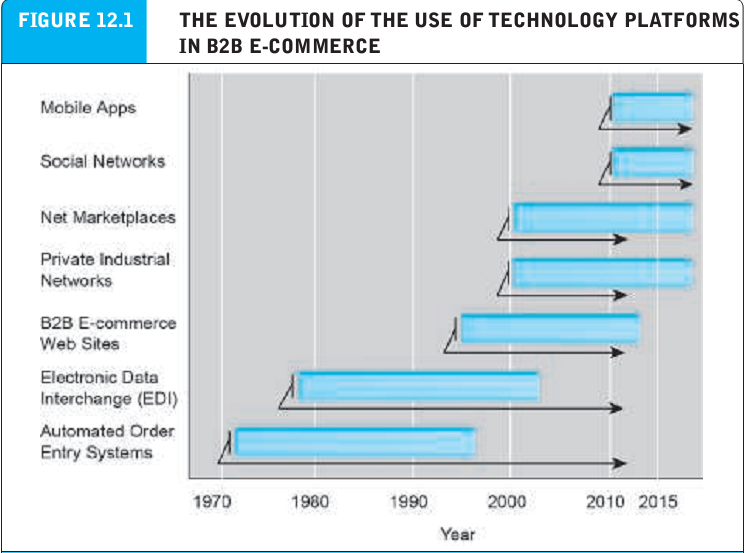 FIGURE 12.1
THE EVOLUTION OF THE USE OF TECHNOLOGY PLATFORMS
IN B2B E-COMMERCE
Mobile Apps
Social Networks
Net Marketplaces
Private Industrial
Networks
B2B E-commerce
Web Sites
Electronic Data
Interchange (EDI)
Automated Order
Entry Systems
1970 1980 1990 2000 2010 2015
Year